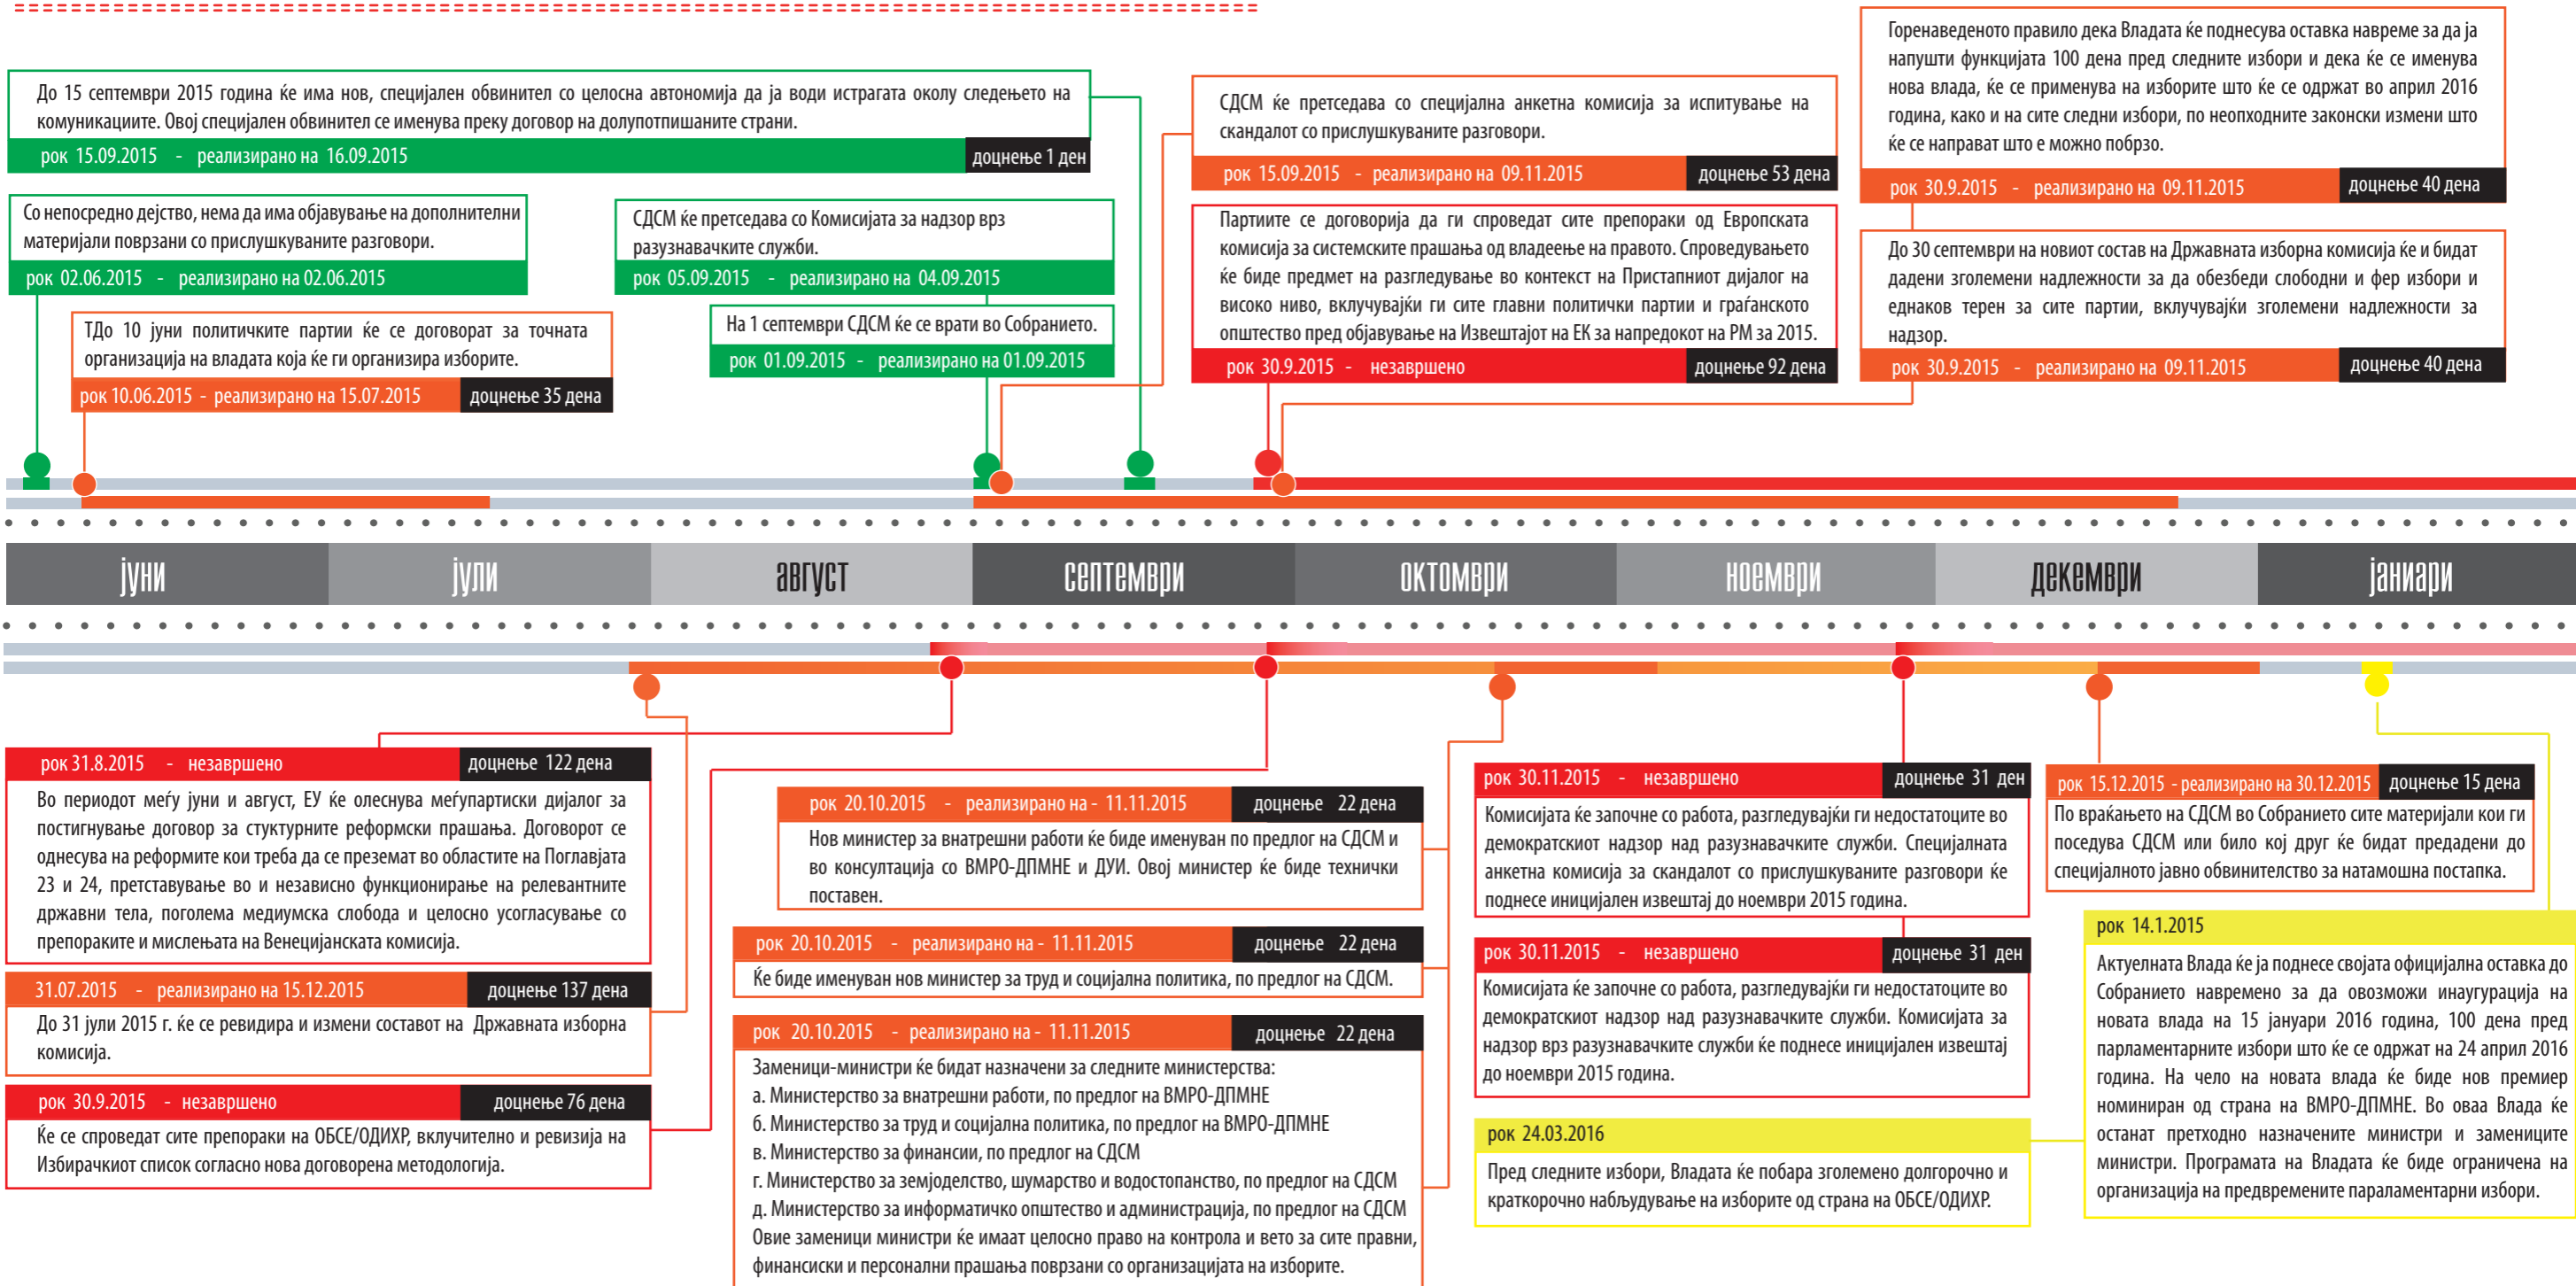 До 15 септември 2015 година ќе има нов, специјален обвинител со целосна автономија да ја води истрагата околу следењето на
комуникациите. Овој специјален обвинител се именува преку договор на долупотпишаните страни.
рок 15.09.2015 - реализирано на 16.09.2015 доцнење 1 ден
Со непосредно дејство, нема да има објавување на дополнителни
материјали поврзани со прислушкуваните разговори.
рок 02.06.2015 - реализирано на 02.06.2015
ТДо 10 јуни политичките партии ќе се договорат за точната
организација на владата која ќе ги организира изборите.
рок 10.06.2015 - реализирано на 15.07.2015 доцнење 35 дена
СДСМ ќе претседава со Комисијата за надзор врз
разузнавачките служби.
рок 05.09.2015 - реализирано на 04.09.2015
На 1 септември СДСМ ќе се врати во Собранието.
рок 01.09.2015 - реализирано на 01.09.2015
СДСМ ќе претседава со специјална анкетна комисија за испитување на
скандалот со прислушкуваните разговори.
рок 15.09.2015 - реализирано на 09.11.2015 доцнење 53 дена
Партиите се договорија да ги спроведат сите препораки од Европската
комисија за системските прашања од владеење на правото. Спроведувањето
ќе биде предмет на разгледување во контекст на Пристапниот дијалог на
високо ниво, вклучувајќи ги сите главни политички партии и граѓанското
општество пред објавување на Извештајот на ЕК за напредокот на РМ за 2015.
рок 30.9.2015 - незавршено доцнење 92 дена
Горенаведеното правило дека Владата ќе поднесува оставка навреме за да ја
напушти функцијата 100 дена пред следните избори и дека ќе се именува
нова влада, ќе се применува на изборите што ќе се одржат во април 2016
година, како и на сите следни избори, по неопходните законски измени што
ќе се направат што е можно побрзо.
рок 30.9.2015 - реализирано на 09.11.2015 доцнење 40 дена
До 30 септември на новиот состав на Државната изборна комисија ќе и бидат
дадени зголемени надлежности за да обезбеди слободни и фер избори и
еднаков терен за сите партии, вклучувајќи зголемени надлежности за
надзор.
рок 30.9.2015 - реализирано на 09.11.2015 доцнење 40 дена
јуни јули август септември октомври ноември декември јаниари
рок 31.8.2015 - незавршено доцнење 122 дена
Во периодот меѓу јуни и август, ЕУ ќе олеснува меѓупартиски дијалог за
постигнување договор за стуктурните реформски прашања. Договорот се
однесува на реформите кои треба да се преземат во областите на Поглавјата
23 и 24, претставување во и независно функционирање на релевантните
државни тела, поголема медиумска слобода и целосно усогласување со
препораките и мислењата на Венецијанската комисија.
31.07.2015 - реализирано на 15.12.2015 доцнење 137 дена
До 31 јули 2015 г. ќе се ревидира и измени составот на Државната изборна
комисија.
рок 30.9.2015 - незавршено доцнење 76 дена
Ќе се спроведат сите препораки на ОБСЕ/ОДИХР, вклучително и ревизија на
Избирачкиот список согласно нова договорена методологија.
рок 20.10.2015 - реализирано на - 11.11.2015 доцнење 22 дена
Нов министер за внатрешни работи ќе биде именуван по предлог на СДСМ и
во консултација со ВМРО-ДПМНЕ и ДУИ. Овој министер ќе биде технички
поставен.
рок 20.10.2015 - реализирано на - 11.11.2015 доцнење 22 дена
Ќе биде именуван нов министер за труд и социјална политика, по предлог на СДСМ.
рок 20.10.2015 - реализирано на - 11.11.2015 доцнење 22 дена
Заменици-министри ќе бидат назначени за следните министерства:
а. Министерство за внатрешни работи, по предлог на ВМРО-ДПМНЕ
б. Министерство за труд и социјална политика, по предлог на ВМРО-ДПМНЕ
в. Министерство за финансии, по предлог на СДСМ
г. Министерство за земјоделство, шумарство и водостопанство, по предлог на СДСМ
д. Министерство за информатичко општество и администрација, по предлог на СДСМ
Овие заменици министри ќе имаат целосно право на контрола и вето за сите правни,
финансиски и персонални прашања поврзани со организацијата на изборите.
рок 30.11.2015 - незавршено доцнење 31 ден
Комисијата ќе започне со работа, разгледувајќи ги недостатоците во
демократскиот надзор над разузнавачките служби. Специјалната
анкетна комисија за скандалот со прислушкуваните разговори ќе
поднесе иницијален извештај до ноември 2015 година.
рок 30.11.2015 - незавршено доцнење 31 ден
Комисијата ќе започне со работа, разгледувајќи ги недостатоците во
демократскиот надзор над разузнавачките служби. Комисијата за
надзор врз разузнавачките служби ќе поднесе иницијален извештај
до ноември 2015 година.
рок 24.03.2016
Пред следните избори, Владата ќе побара зголемено долгорочно и
краткорочно набљудување на изборите од страна на ОБСЕ/ОДИХР.
рок 15.12.2015 - реализирано на 30.12.2015 доцнење 15 дена
По враќањето на СДСМ во Собранието сите материјали кои ги
поседува СДСМ или било кој друг ќе бидат предадени до
специјалното јавно обвинителство за натамошна постапка.
рок 14.1.2015
Актуелната Влада ќе ја поднесе својата официјална оставка до
Собранието навремено за да овозможи инаугурација на
новата влада на 15 јануари 2016 година, 100 дена пред
парламентарните избори што ќе се одржат на 24 април 2016
година. На чело на новата влада ќе биде нов премиер
номиниран од страна на ВМРО-ДПМНЕ. Во оваа Влада ќе
останат претходно назначените министри и замениците
министри. Програмата на Владата ќе биде ограничена на
организација на предвремените параламентарни избори.